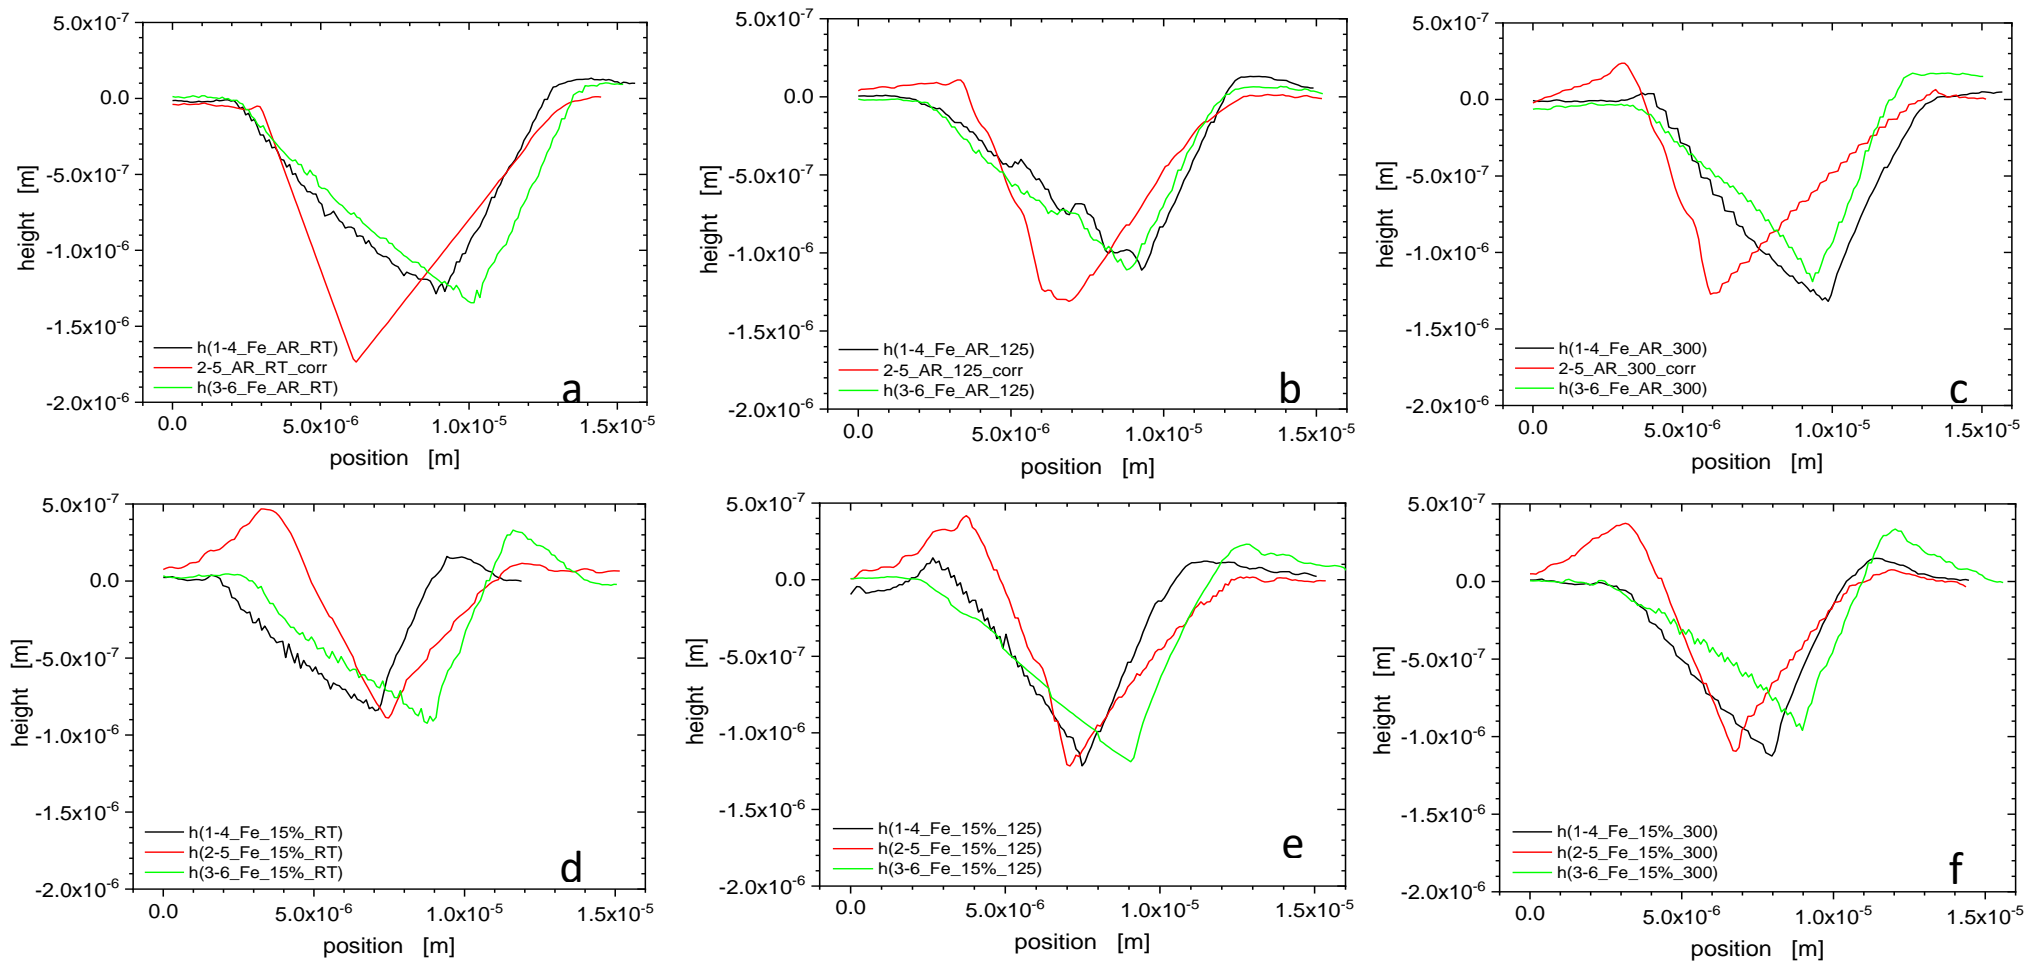 5.0x10⁻⁷
0.0
-5.0x10⁻⁷
-1.0x10⁻⁶
-1.5x10⁻⁶
-2.0x10⁻⁶
height [m]
h(1-4_Fe_AR_RT)
2-5_AR_RT_corr
h(3-6_Fe_AR_RT)
a
0.0 5.0x10⁻⁶ 1.0x10⁻⁵ 1.5x10⁻⁵
position [m]
5.0x10⁻⁷
0.0
-5.0x10⁻⁷
-1.0x10⁻⁶
-1.5x10⁻⁶
-2.0x10⁻⁶
height [m]
h(1-4_Fe_AR_125)
2-5_AR_125_corr
h(3-6_Fe_AR_125)
b
0.0 5.0x10⁻⁶ 1.0x10⁻⁵ 1.5x10⁻⁵
position [m]
5.0x10⁻⁷
0.0
-5.0x10⁻⁷
-1.0x10⁻⁶
-1.5x10⁻⁶
-2.0x10⁻⁶
height [m]
h(1-4_Fe_AR_300)
2-5_AR_300_corr
h(3-6_Fe_AR_300)
c
0.0 5.0x10⁻⁶ 1.0x10⁻⁵ 1.5x10⁻⁵
position [m]
5.0x10⁻⁷
0.0
-5.0x10⁻⁷
-1.0x10⁻⁶
-1.5x10⁻⁶
-2.0x10⁻⁶
height [m]
h(1-4_Fe_15%_RT)
h(2-5_Fe_15%_RT)
h(3-6_Fe_15%_RT)
d
0.0 5.0x10⁻⁶ 1.0x10⁻⁵ 1.5x10⁻⁵
position [m]
5.0x10⁻⁷
0.0
-5.0x10⁻⁷
-1.0x10⁻⁶
-1.5x10⁻⁶
-2.0x10⁻⁶
height [m]
h(1-4_Fe_15%_125)
h(2-5_Fe_15%_125)
h(3-6_Fe_15%_125)
e
0.0 5.0x10⁻⁶ 1.0x10⁻⁵ 1.5x10⁻⁵
position [m]
5.0x10⁻⁷
0.0
-5.0x10⁻⁷
-1.0x10⁻⁶
-1.5x10⁻⁶
-2.0x10⁻⁶
height [m]
h(1-4_Fe_15%_300)
h(2-5_Fe_15%_300)
h(3-6_Fe_15%_300)
f
0.0 5.0x10⁻⁶ 1.0x10⁻⁵ 1.5x10⁻⁵
position [m]